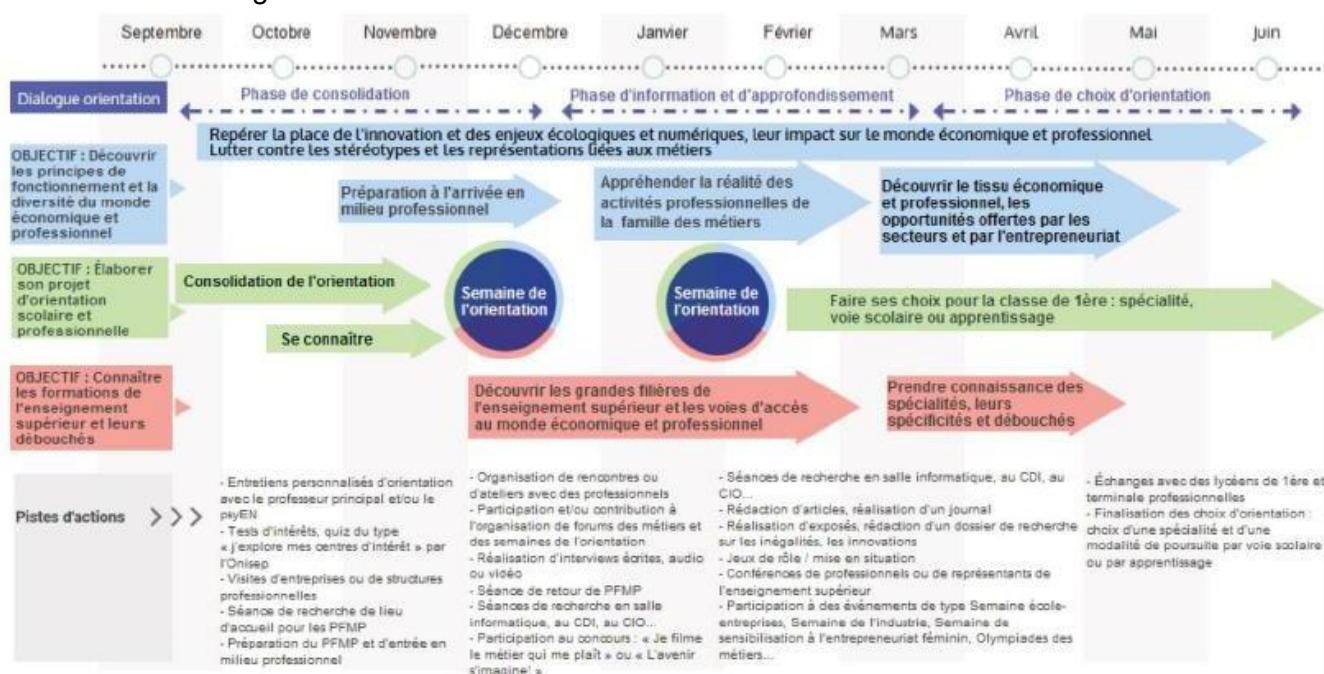 Septembre Octobre Novembre Décembre Janvier Février Mars Avril Mai Juin
Dialogue orientation
Phase de consolidation
Phase d'information et d'approfondissement
Phase de choix d'orientation
Repérer la place de l'innovation et des enjeux écologiques et numériques, leur impact sur le monde économique et professionnel
Lutter contre les stéréotypes et les représentations liées aux métiers
OBJECTIF : Découvrir
les principes de
fonctionnement et la
diversité du monde
économique et
professionnel
Préparation à l'arrivée en
milieu professionnel
Appréhender la réalité des
activités professionnelles de
la famille des métiers
Découvrir le tissu économique
et professionnel, les
opportunités offertes par les
secteurs et par l'entrepreneuriat
OBJECTIF : Élaborer
son projet
d'orientation
scolaire et
professionnelle
Consolidation de l'orientation
Se connaître
Semaine de
l'orientation
Semaine de
l'orientation
Faire ses choix pour la classe de 1ère : spécialité,
voie scolaire ou apprentissage
OBJECTIF : Connaître
les formations de
l'enseignement
supérieur et leurs
débouchés
Découvrir les grandes filières de
l'enseignement supérieur et les voies d'accès
au monde économique et professionnel
Prendre connaissance des
spécialités, leurs
spécificités et débouchés
Pistes d'actions
- Entretiens personnalisés d'orientation
avec le professeur principal et/ou le
psyEN
- Tests d'intérêts, quiz du type
« j'explore mes centres d'intérêt » par
l'Onisep
- Visites d'entreprises ou de structures
professionnelles
- Séance de recherche de lieu
d'accueil pour les PFMP
- Préparation du PFMP et d'entrée en
milieu professionnel
- Organisation de rencontres ou
d'ateliers avec des professionnels
- Participation et/ou contribution à
l'organisation de forums des métiers et
des semaines de l'orientation
- Réalisation d'interviews écrites, audio
ou vidéo
- Séance de retour de PFMP
- Séances de recherche en salle
informatique, au CDI, au CIO...
- Participation au concours : « Je filme
le métier qui me plaît » ou « L'avenir
s'imagine! »
- Séances de recherche en salle informatique, au CDI, au
CIO...
- Rédaction d'articles, réalisation d'un journal
- Réalisation d'exposés, rédaction d'un dossier de recherche
sur les inégalités, les innovations
- Jeux de rôle / mise en situation
- Conférences de professionnels ou de représentants de
l'enseignement supérieur
- Participation à des événements de type Semaine école-
entreprises, Semaine de l'industrie, Semaine de
sensibilisation à l'entrepreneuriat féminin, Olympiades des
métiers...
- Échanges avec des lycéens de 1ère et
terminale professionnelles
- Finalisation des choix d'orientation :
choix d'une spécialité et d'une
modalité de poursuite par voie scolaire
ou par apprentissage